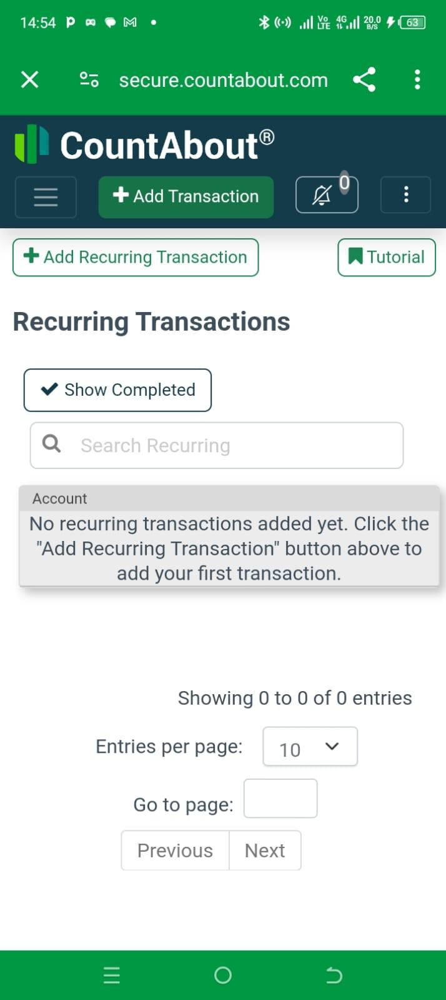 14:54
Vo LTE 4G 20.0 B/S 63
secure.countabout.com
CountAbout®
Add Transaction
0
Add Recurring Transaction
Tutorial
Recurring Transactions
Show Completed
Search Recurring
Account
No recurring transactions added yet. Click the
"Add Recurring Transaction" button above to
add your first transaction.
Showing 0 to 0 of 0 entries
Entries per page: 10
Go to page:
Previous Next